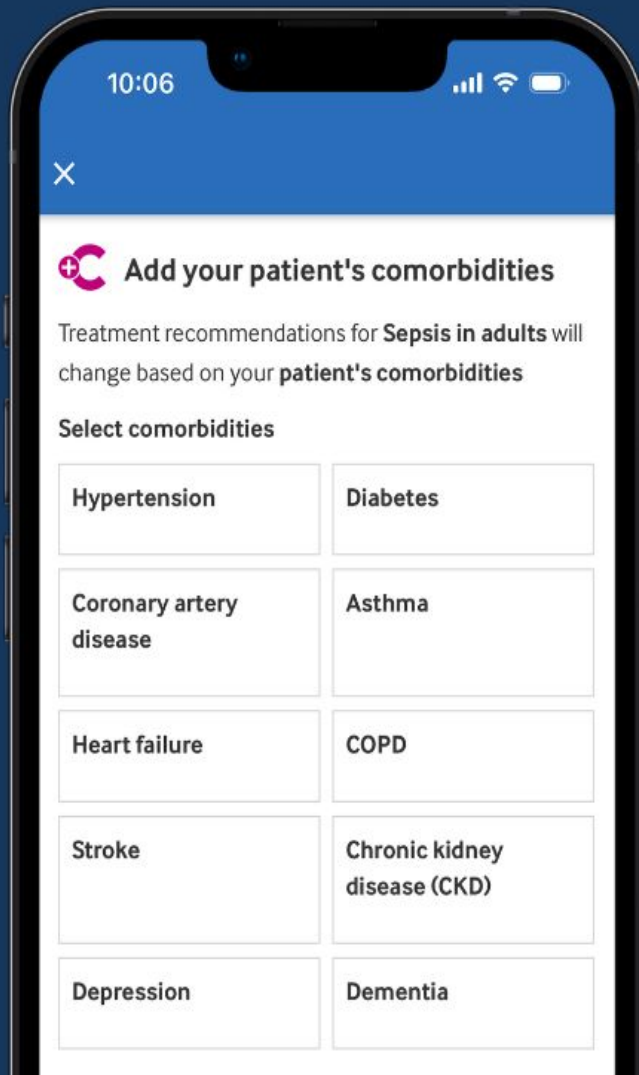 10:06
Add your patient's comorbidities
Treatment recommendations for Sepsis in adults will
change based on your patient's comorbidities
Select comorbidities
Hypertension
Diabetes
Coronary artery
disease
Asthma
Heart failure
COPD
Stroke
Chronic kidney
disease (CKD)
Depression
Dementia